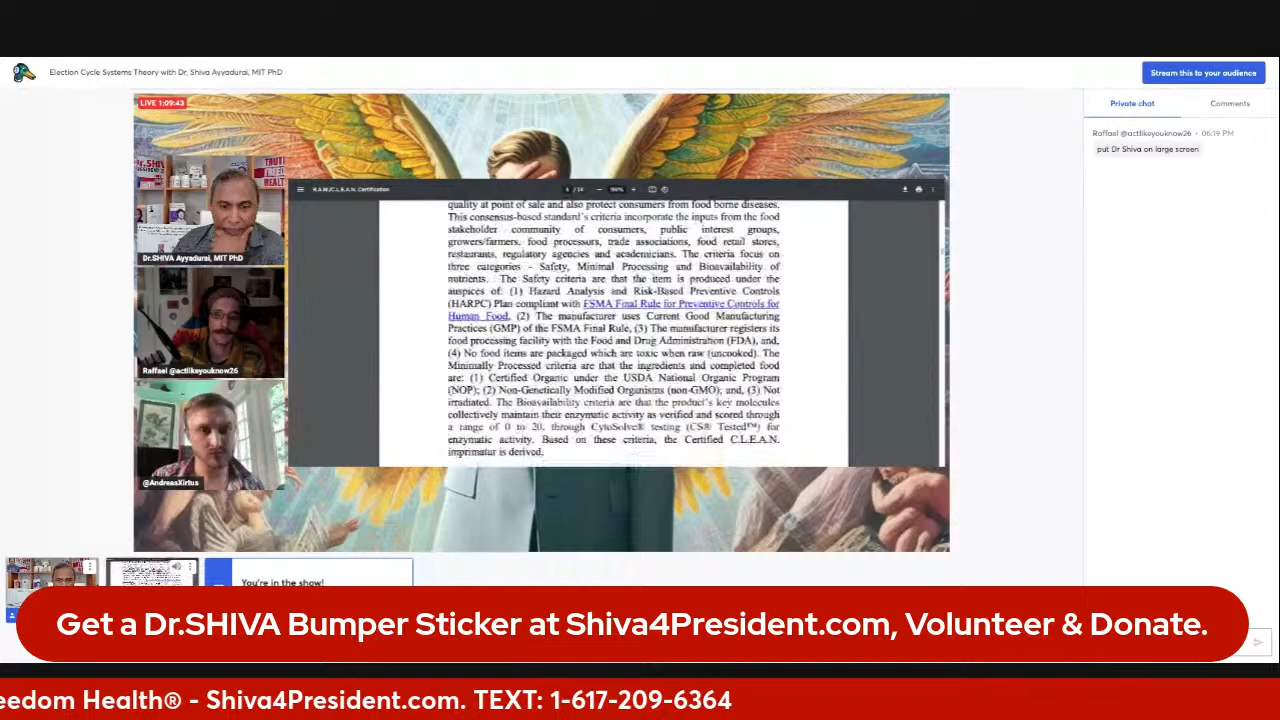 Election Cycle Systems Theory with Dr. Shiva Ayyadurai, MIT PhD
Stream this to your audience
LIVE 1:09:43
Private chat
Comments
Raffael @actlikeyouknow26 • 06:19 PM
put Dr Shiva on large screen
R.A.W./C.L.E.A.N. Certification
quality at point of sale and also protect consumers from food borne diseases.
This consensus-based standard's criteria incorporate the inputs from the food
stakeholder community of consumers, public interest groups,
growers/farmers, food processors, trade associations, food retail stores,
restaurants, regulatory agencies and academicians. The criteria focus on
three categories - Safety, Minimal Processing and Bioavailability of
nutrients. The Safety criteria are that the item is produced under the
auspices of: (1) Hazard Analysis and Risk-Based Preventive Controls
(HARPC) Plan compliant with FSMA Final Rule for Preventive Controls for
Human Food, (2) The manufacturer uses Current Good Manufacturing
Practices (GMP) of the FSMA Final Rule, (3) The manufacturer registers its
food processing facility with the Food and Drug Administration (FDA), and,
(4) No food items are packaged which are toxic when raw (uncooked). The
Minimally Processed criteria are that the ingredients and completed food
are: (1) Certified Organic under the USDA National Organic Program
(NOP); (2) Non-Genetically Modified Organisms (non-GMO); and, (3) Not
irradiated. The Bioavailability criteria are that the product's key molecules
collectively maintain their enzymatic activity as verified and scored through
a range of 0 to 20, through CytoSolve® testing (CS® Tested™) for
enzymatic activity. Based on these criteria, the Certified C.L.E.A.N.
imprimatur is derived.
Dr.SHIVA Ayyadurai, MIT PhD
Raffael @actlikeyouknow26
@AndreasXirtus
You're in the show!
Get a Dr.SHIVA Bumper Sticker at Shiva4President.com, Volunteer & Donate.
eedom Health® - Shiva4President.com. TEXT: 1-617-209-6364